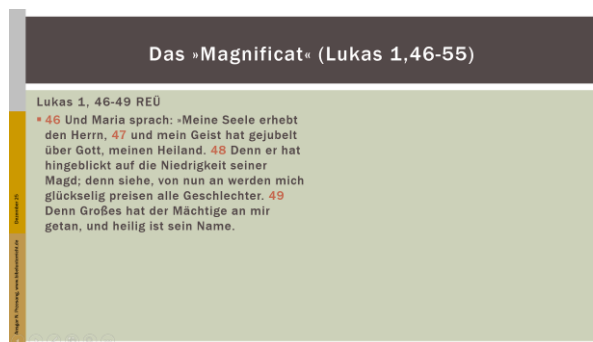 Das »Magnificat« (Lukas 1,46-55)
Lukas 1, 46-49 REÜ
46 Und Maria sprach: »Meine Seele erhebt
den Herrn, 47 und mein Geist hat gejubelt
über Gott, meinen Heiland. 48 Denn er hat
hingeblickt auf die Niedrigkeit seiner
Magd; denn siehe, von nun an werden mich
glückselig preisen alle Geschlechter. 49
Denn Großes hat der Mächtige an mir
getan, und heilig ist sein Name.
Dezember 25